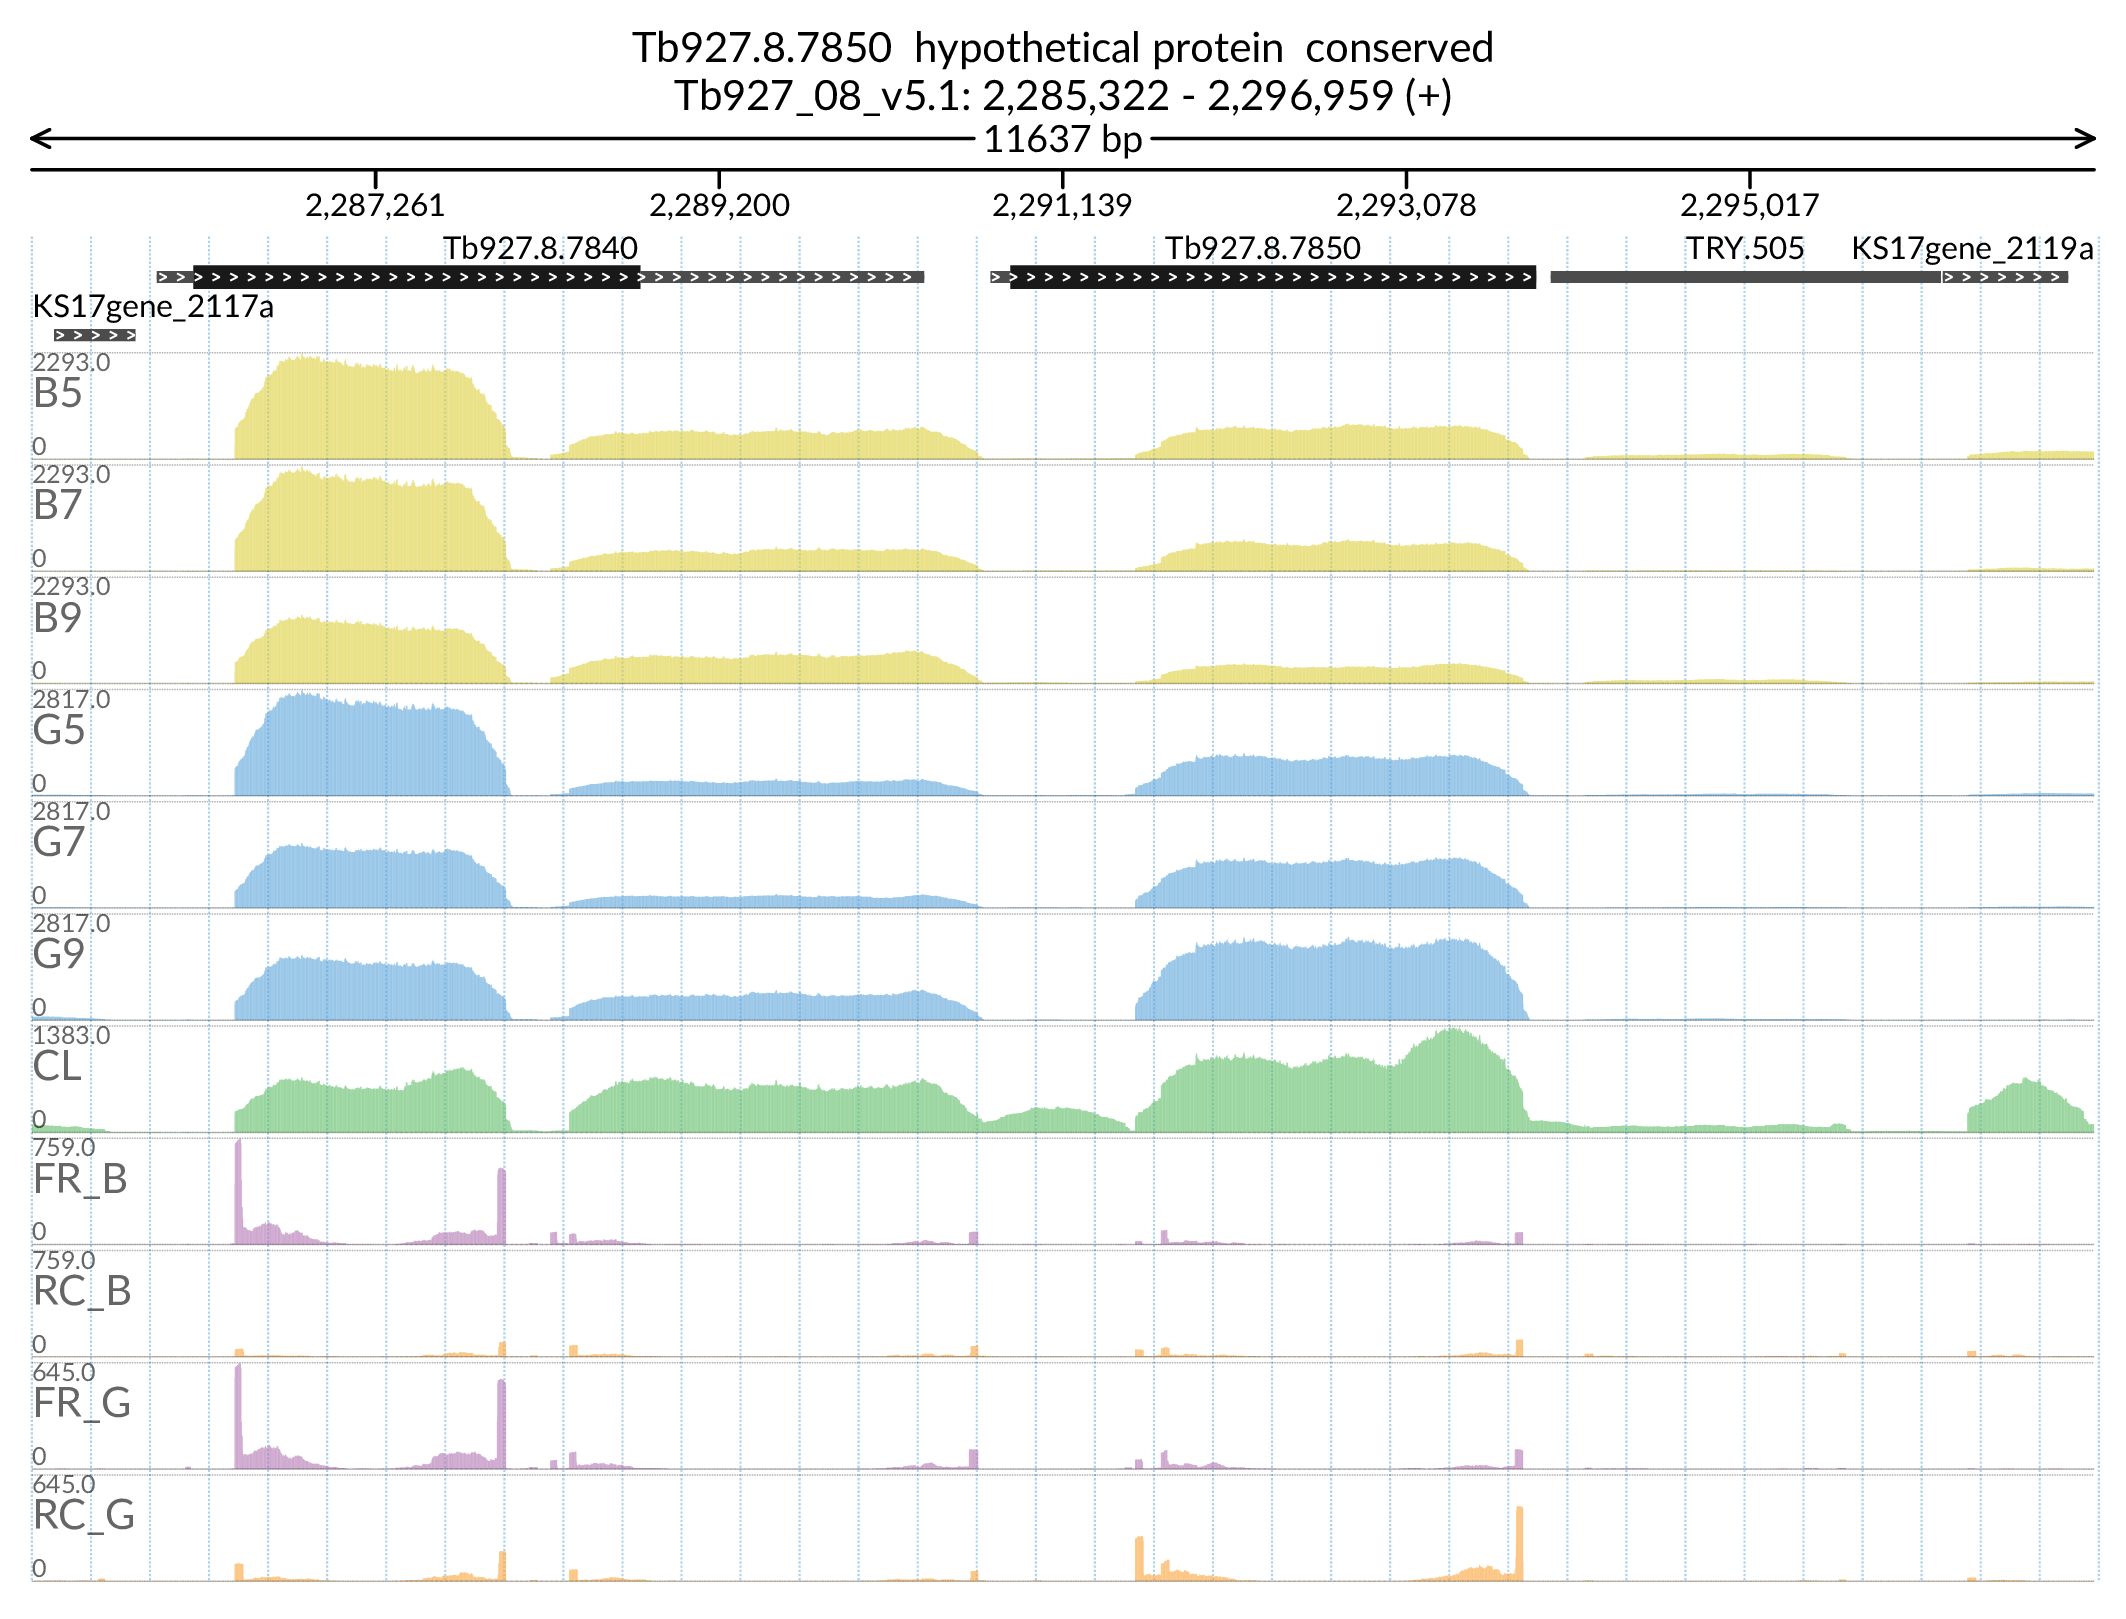 Tb927.8.7850 hypothetical protein conserved
Tb927_08_v5.1: 2,285,322 - 2,296,959 (+)
11637 bp
2,287,261 2,289,200 2,291,139 2,293,078 2,295,017
Tb927.8.7840 Tb927.8.7850 TRY.505 KS17gene_2119a
KS17gene_2117a
2293.0
B5
0
2293.0
B7
0
2293.0
B9
0
2817.0
G5
0
2817.0
G7
0
2817.0
G9
0
1383.0
CL
0
759.0
FR_B
0
759.0
RC_B
0
645.0
FR_G
0
645.0
RC_G
0